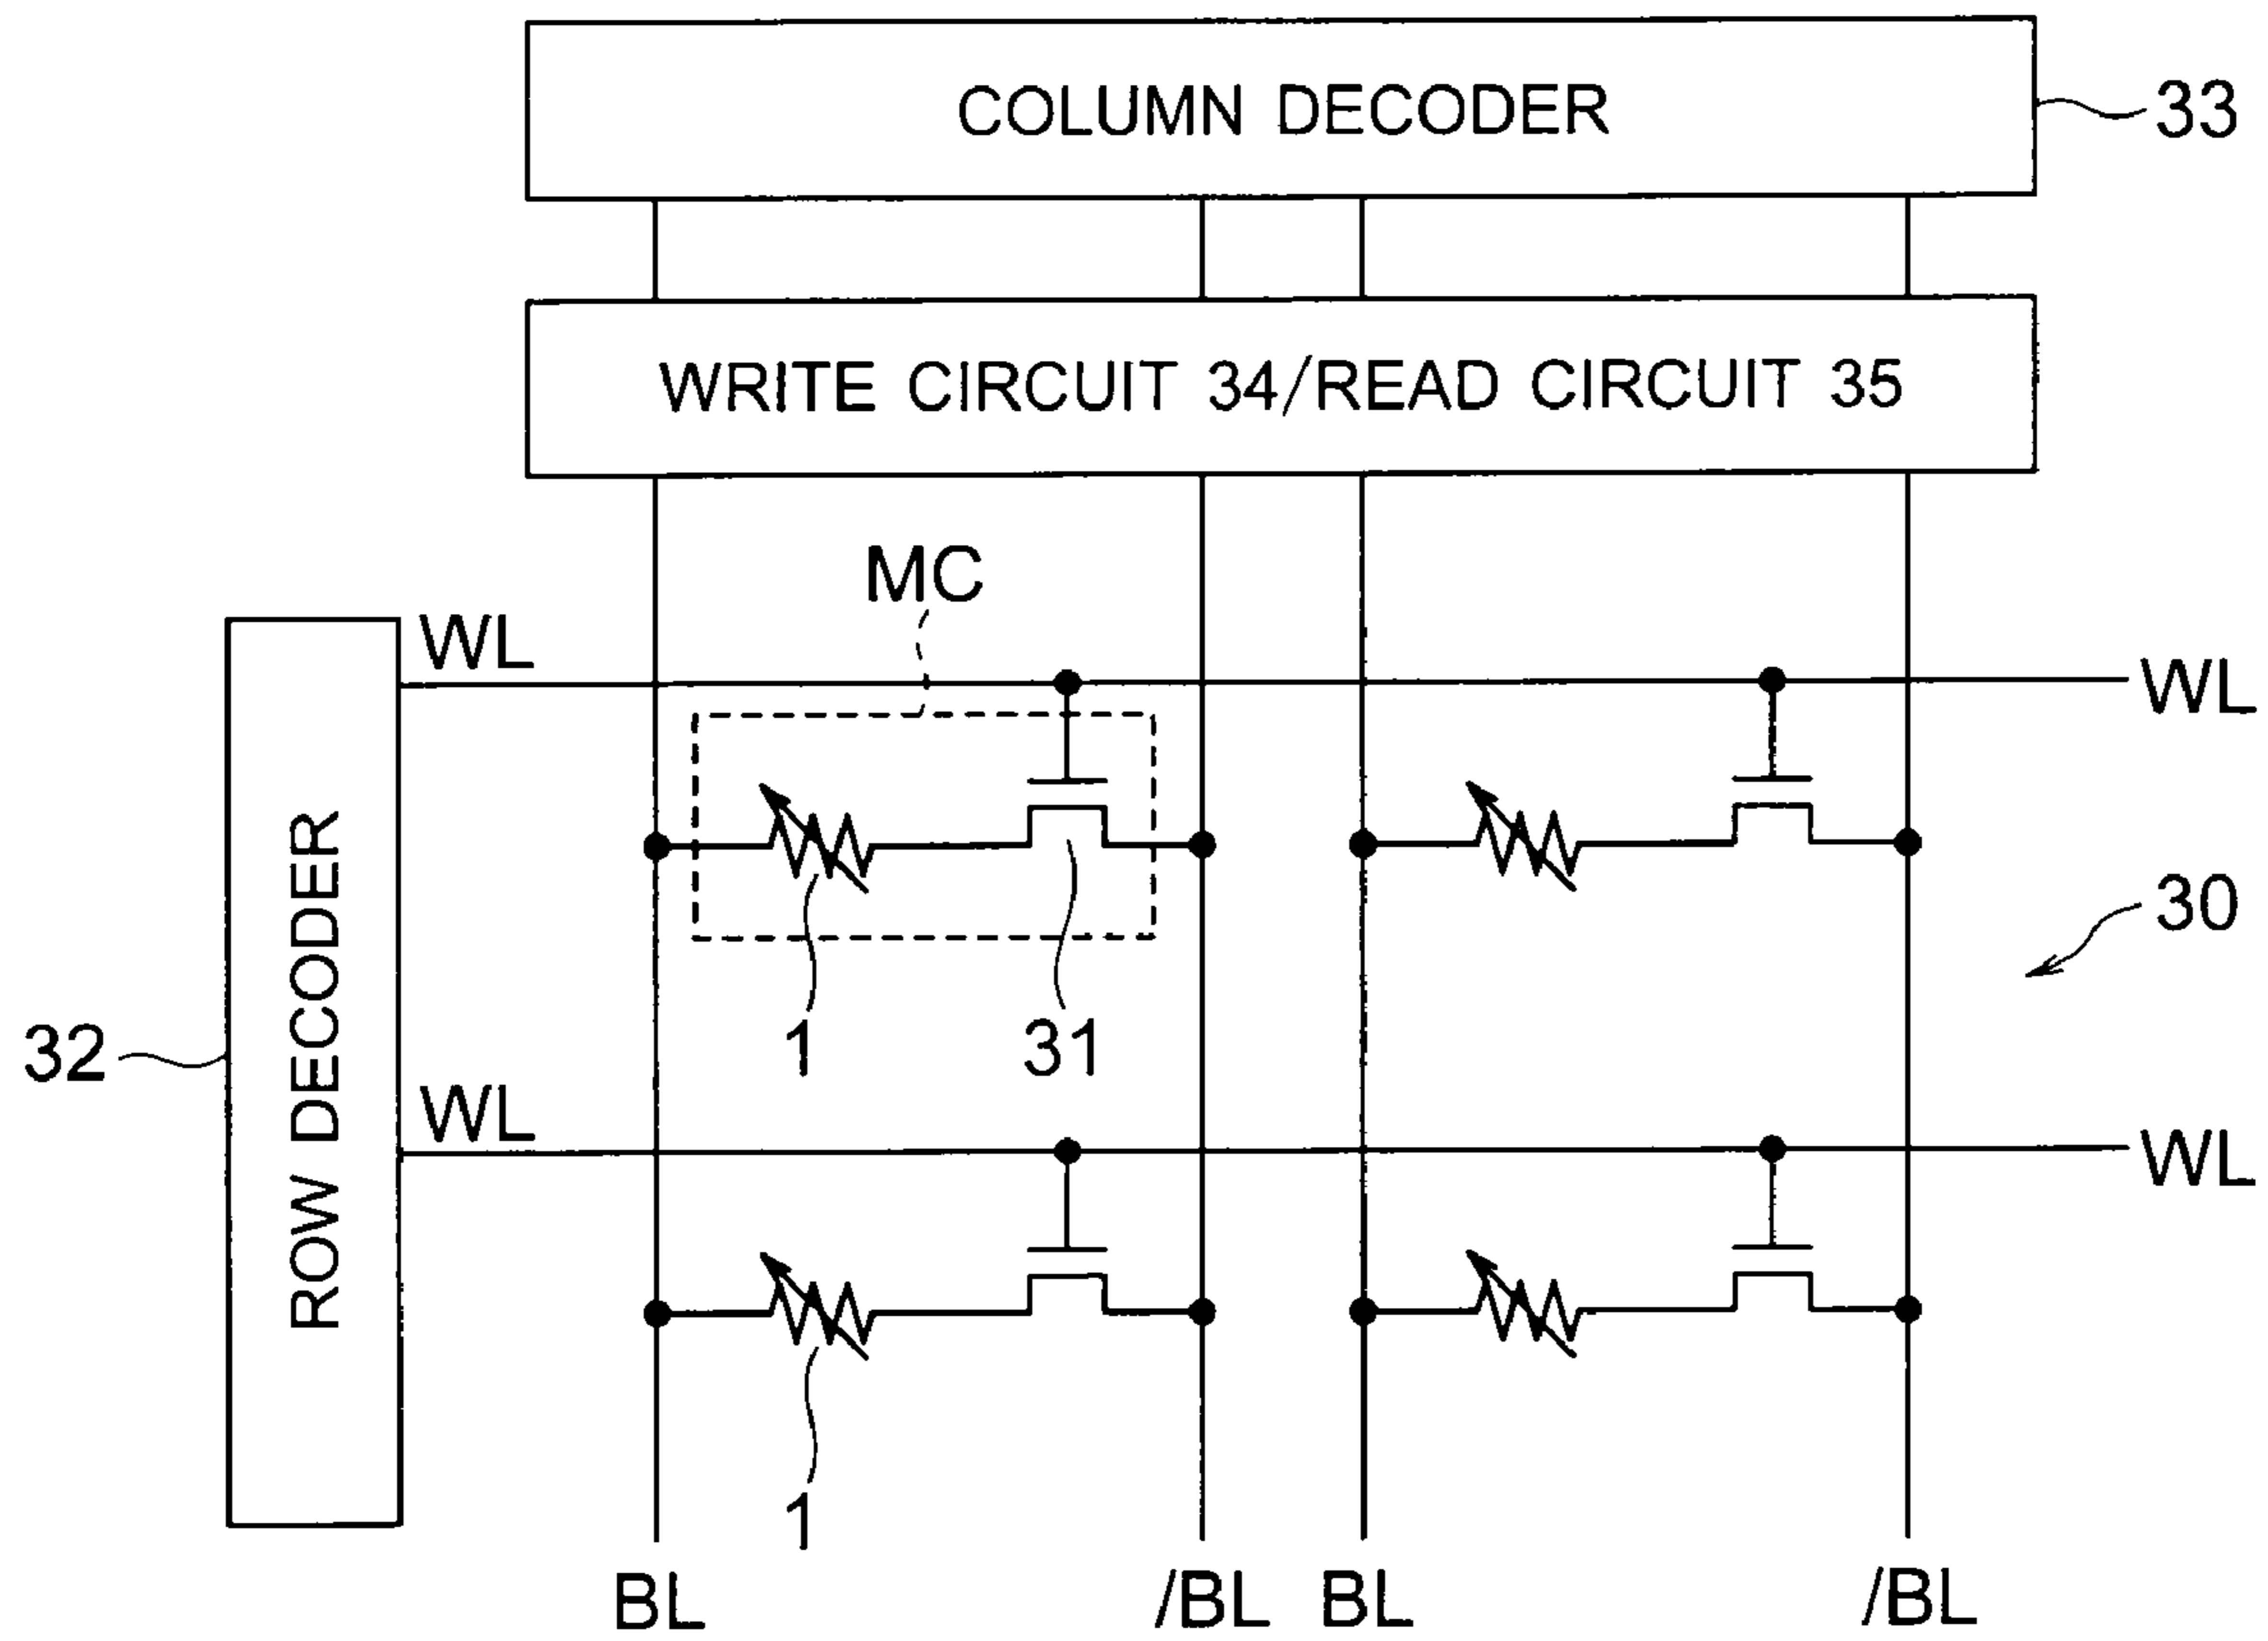 COLUMN DECODER
33
WRITE CIRCUIT 34/READ CIRCUIT 35
MC
WL
WL
30
1
31
ROW DECODER
32
WL
WL
1
BL
/BL
BL
/BL